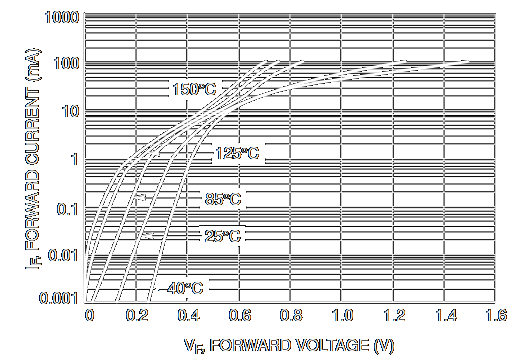 1000
100
10
1
0.1
0.01
0.001
IF, FORWARD CURRENT (mA)
150°C
125°C
85°C
25°C
40°C
0 0.2 0.4 0.6 0.8 1.0 1.2 1.4 1.6
VF, FORWARD VOLTAGE (V)